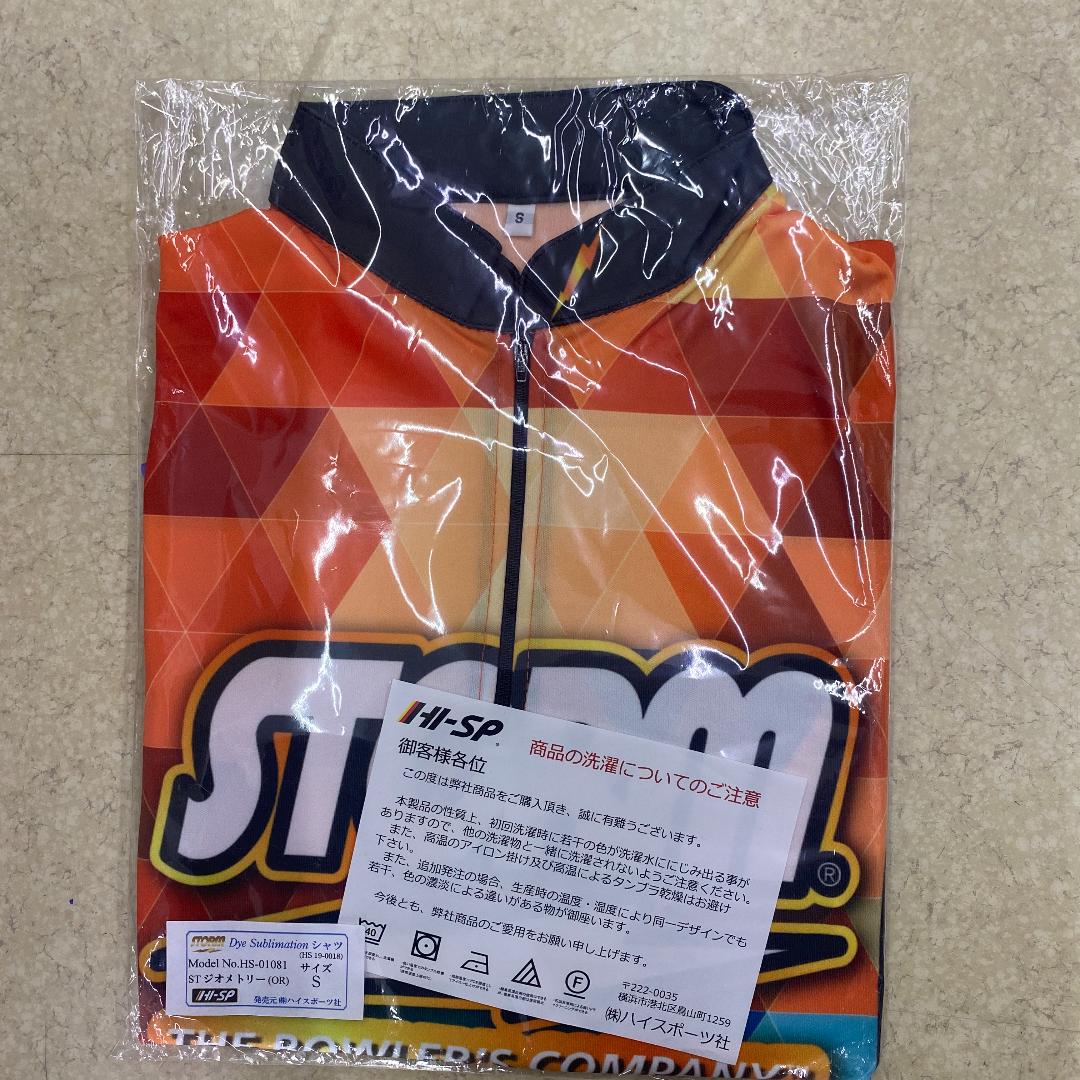 S
STORM
®
HI-SP
商品の洗濯についてのご注意
御客様各位
この度は弊社商品をご購入頂き、誠に有難うございます。
本製品の性質上、初回洗濯時に若干の色が洗濯水ににじみ出る事が
ありますので、他の洗濯物と一緒に洗濯されないようご注意ください。
また、高温のアイロン掛け及び高温によるタンブラ乾燥はお避け
下さい。
また、追加発注の場合、生産時の温度・湿度により同一デザインでも
若干、色の濃淡による違いがある物が御座います。
今後とも、弊社商品のご愛用をお願い申し上げます。
40
F
〒222-0035
横浜市港北区鳥山町1259
㈱ハイスポーツ社
STORM Dye Sublimation シャツ
(HS 19-0018)
Model No.HS-01081 サイズ
STジオメトリー(OR) S
HI-SP 発売元 ㈱ハイスポーツ社
THE BOWLER'S COMPANY